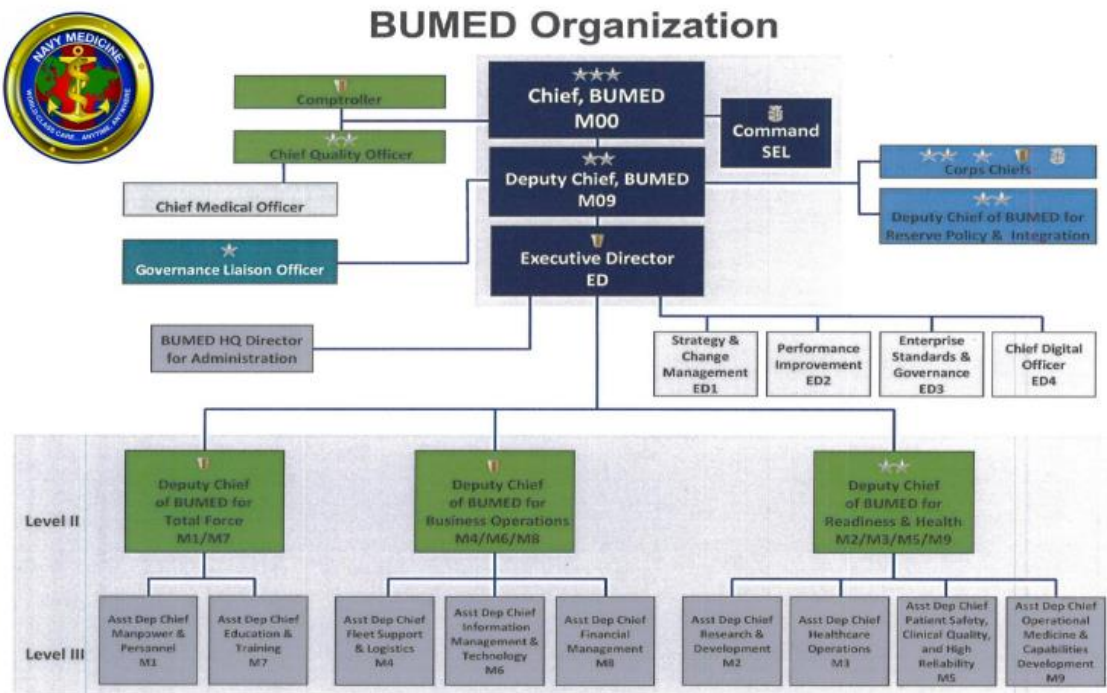 BUMED Organization
NAVY MEDICINE
WORLD-CLASS CARE... ANYTIME, ANYWHERE
Comptroller
Chief, BUMED
M00
Command
SEL
Chief Quality Officer
Chief Medical Officer
Deputy Chief, BUMED
M09
Corps Chiefs
Deputy Chief of BUMED for
Reserve Policy & Integration
Governance Liaison Officer
Executive Director
ED
BUMED HQ Director
for Administration
Strategy &
Change
Management
ED1
Performance
Improvement
ED2
Enterprise
Standards &
Governance
ED3
Chief Digital
Officer
ED4
Level II
Deputy Chief
of BUMED for
Total Force
M1/M7
Deputy Chief
of BUMED for
Business Operations
M4/M6/M8
Deputy Chief
of BUMED for
Readiness & Health
M2/M3/M5/M9
Level III
Asst Dep Chief
Manpower &
Personnel
M1
Asst Dep Chief
Education &
Training
M7
Asst Dep Chief
Fleet Support
& Logistics
M4
Asst Dep Chief
Information
Management &
Technology
M6
Asst Dep Chief
Financial
Management
M8
Asst Dep Chief
Research &
Development
M2
Asst Dep Chief
Healthcare
Operations
M3
Asst Dep Chief
Patient Safety,
Clinical Quality,
and High
Reliability
M5
Asst Dep Chief
Operational
Medicine &
Capabilities
Development
M9